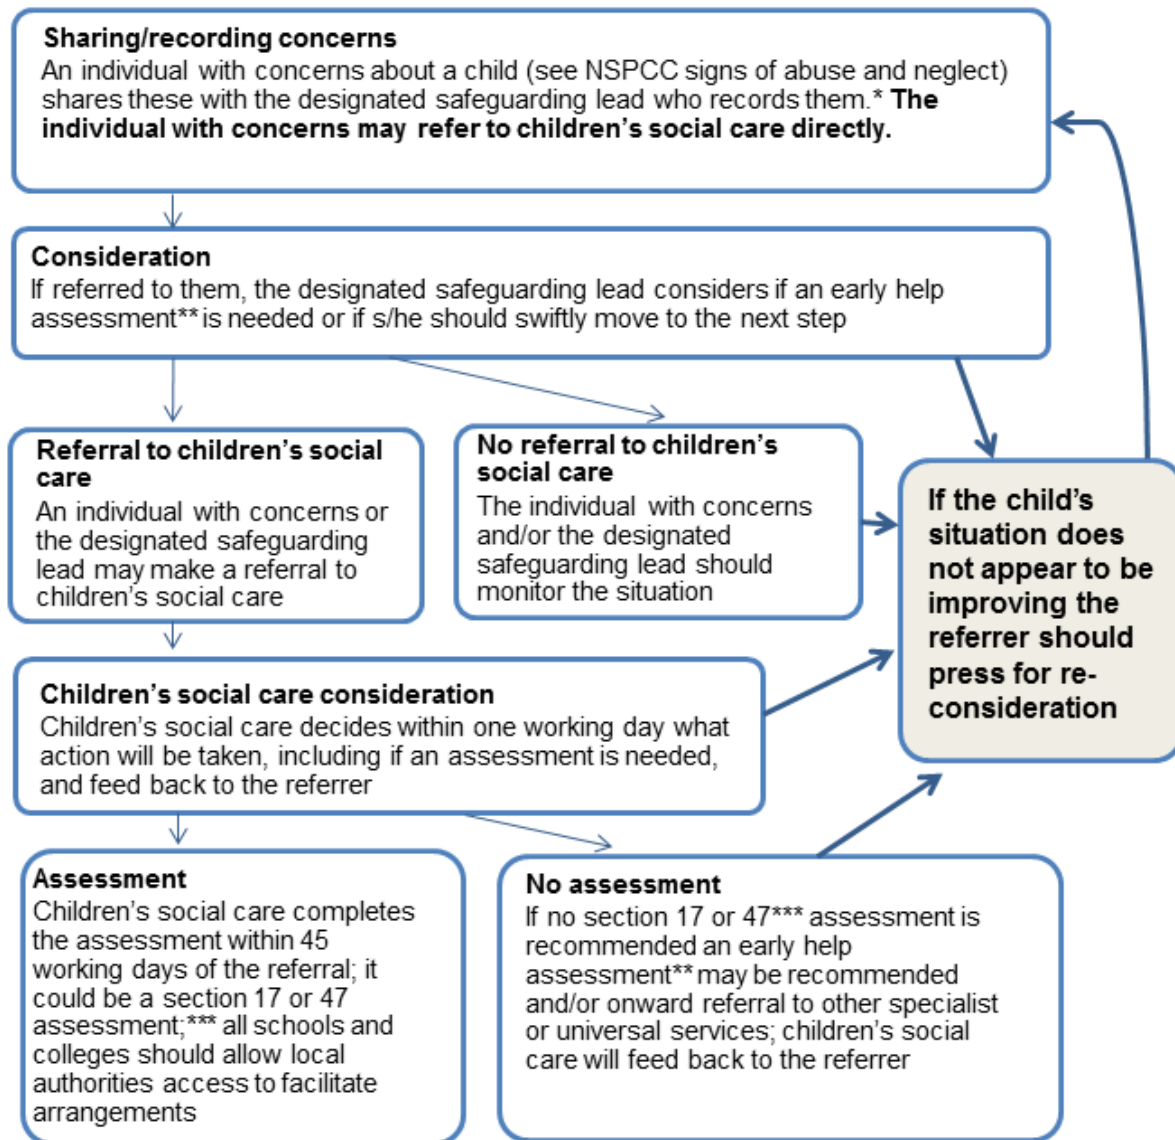 Sharing/recording concerns
An individual with concerns about a child (see NSPCC signs of abuse and neglect)
shares these with the designated safeguarding lead who records them.* The
individual with concerns may refer to children’s social care directly.
Consideration
If referred to them, the designated safeguarding lead considers if an early help
assessment** is needed or if s/he should swiftly move to the next step
Referral to children’s social
care
An individual with concerns or
the designated safeguarding
lead may make a referral to
children’s social care
No referral to children’s
social care
The individual with concerns
and/or the designated
safeguarding lead should
monitor the situation
If the child’s
situation does
not appear to be
improving the
referrer should
press for re-
consideration
Children’s social care consideration
Children’s social care decides within one working day what
action will be taken, including if an assessment is needed,
and feed back to the referrer
Assessment
Children’s social care completes
the assessment within 45
working days of the referral; it
could be a section 17 or 47
assessment;*** all schools and
colleges should allow local
authorities access to facilitate
arrangements
No assessment
If no section 17 or 47*** assessment is
recommended an early help
assessment** may be recommended
and/or onward referral to other specialist
or universal services; children’s social
care will feed back to the referrer